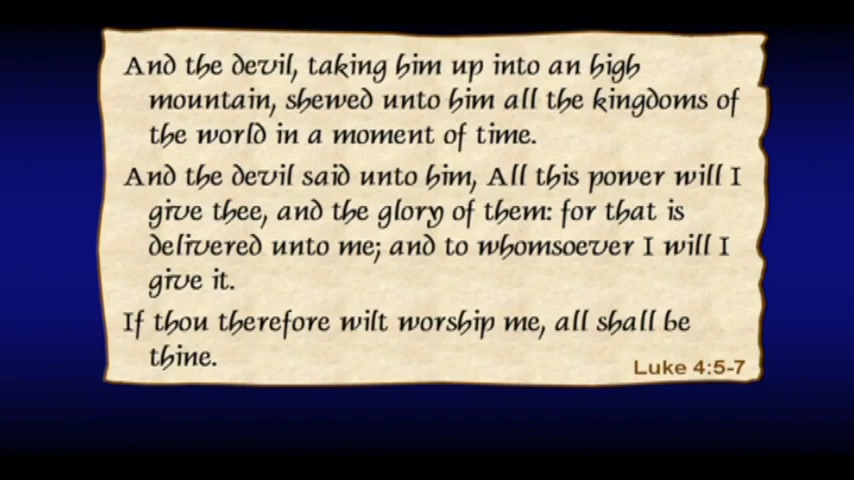 And the devil, taking him up into an high
mountain, shewed unto him all the kingdoms of
the world in a moment of time.
And the devil said unto him, All this power will I
give thee, and the glory of them: for that is
delivered unto me; and to whomsoever I will I
give it.
If thou therefore wilt worship me, all shall be
thine.
Luke 4:5-7